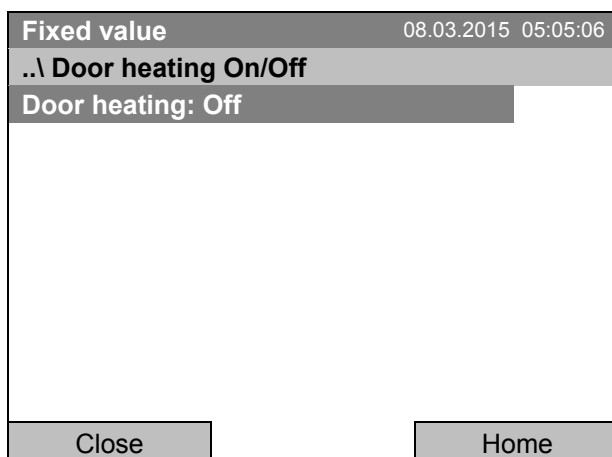 Fixed value 08.03.2015 05:05:06
..\ Door heating On/Off
Door heating: Off
Close Home